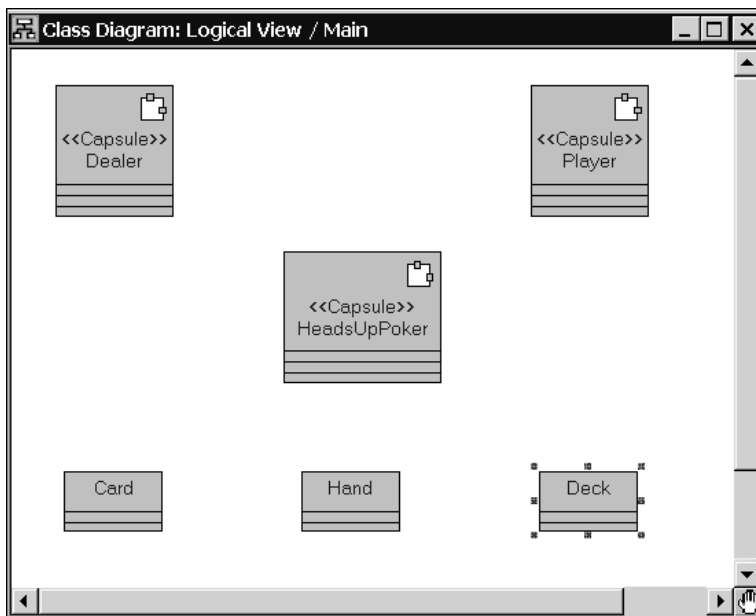 Class Diagram: Logical View / Main
<<Capsule>>
Dealer
<<Capsule>>
Player
<<Capsule>>
HeadsUpPoker
Card
Hand
Deck